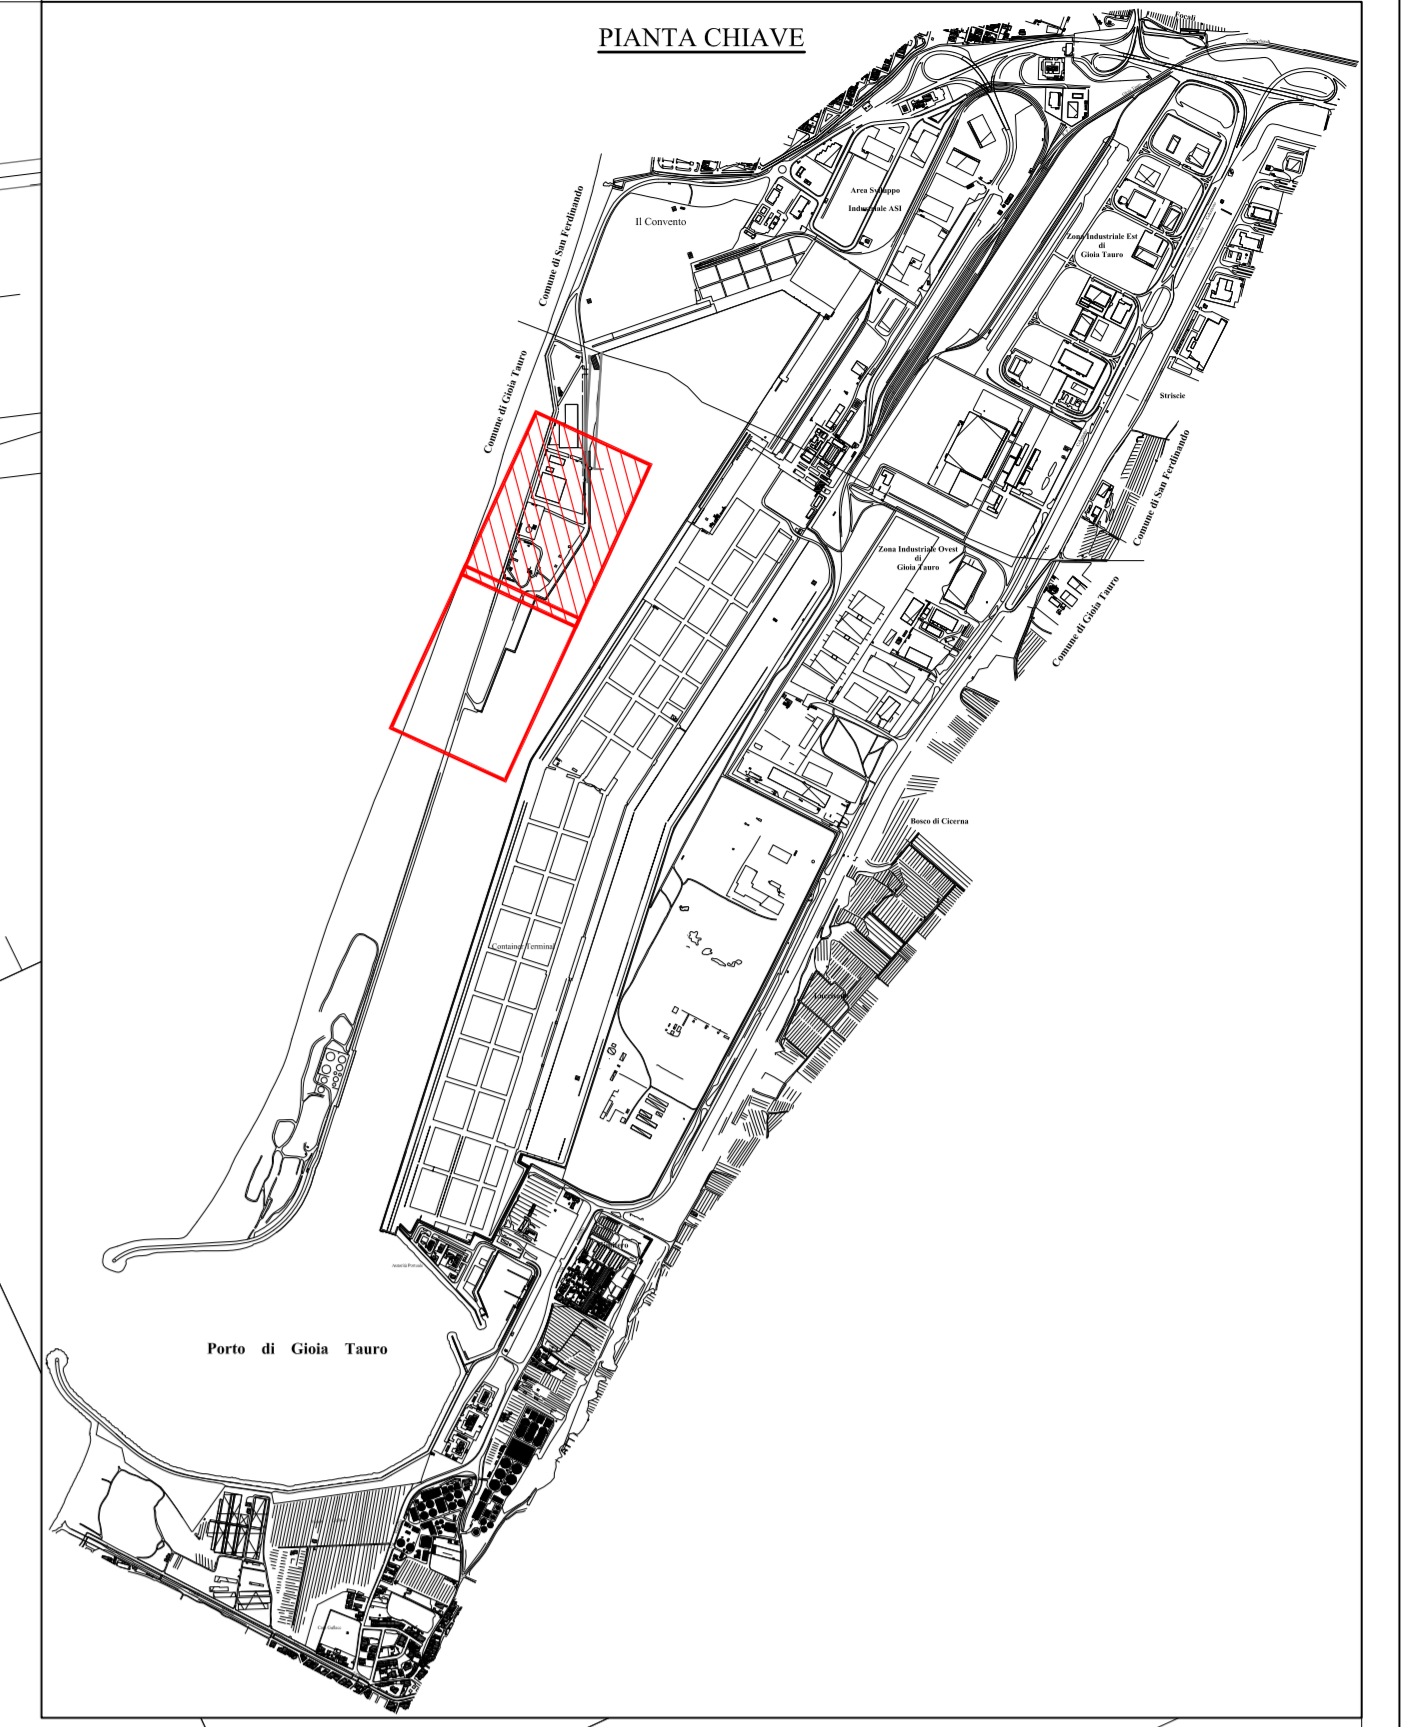 PIANTA CHIAVE
Eucali
Area Sviluppo
Industriale ASI
Comune di San Ferdinando
Il Convento
Zona Industriale Est
di
Gioia Tauro
Comune di Gioia Tauro
Striscie
Comune di San Ferdinando
Zona Industriale Ovest
di
Gioia Tauro
Comune di Gioia Tauro
Bosco di Cicerna
Container Terminal
Porto di Gioia Tauro